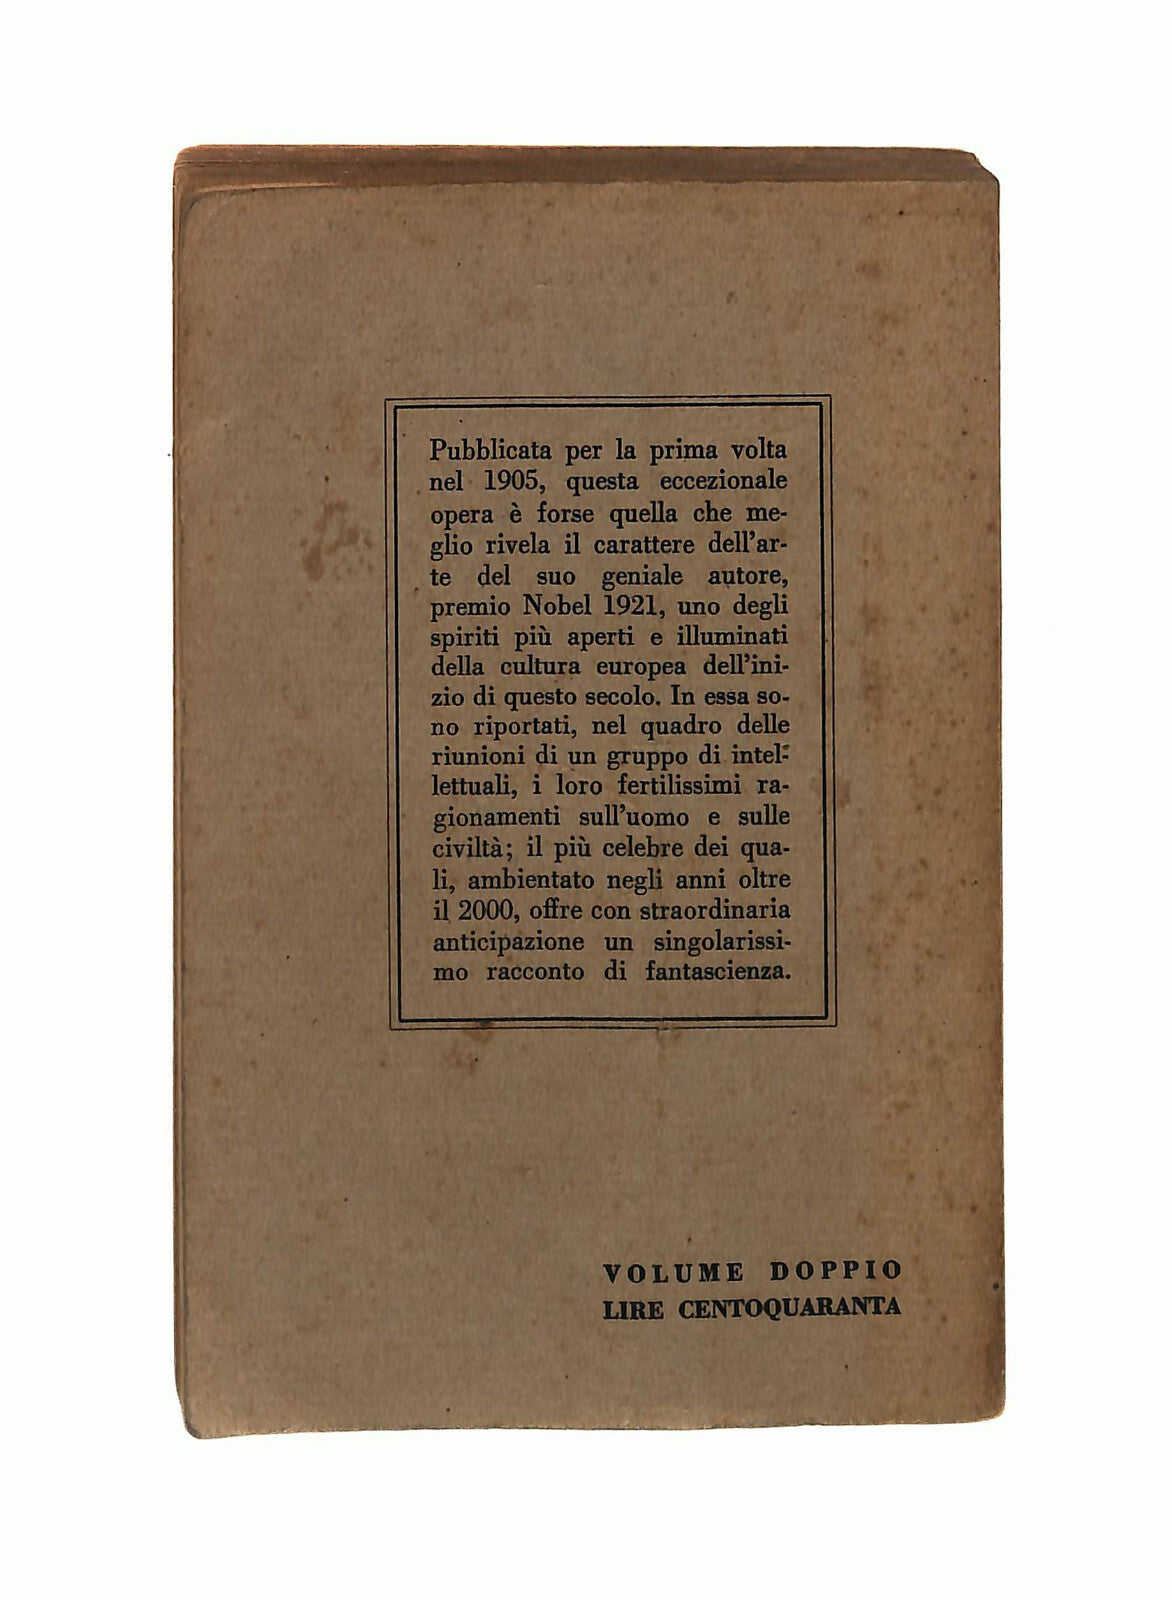 Pubblicata per la prima volta
nel 1905, questa eccezionale
opera è forse quella che me-
glio rivela il carattere dell'ar-
te del suo geniale autore,
premio Nobel 1921, uno degli
spiriti più aperti e illuminati
della cultura europea dell'ini-
zio di questo secolo. In essa so-
no riportati, nel quadro delle
riunioni di un gruppo di intel-
lettuali, i loro fertilissimi ra-
gionamenti sull'uomo e sulle
civiltà; il più celebre dei qua-
li, ambientato negli anni oltre
il 2000, offre con straordinaria
anticipazione un singolarissi-
mo racconto di fantascienza.
VOLUME DOPPIO
LIRE CENTOQUARANTA